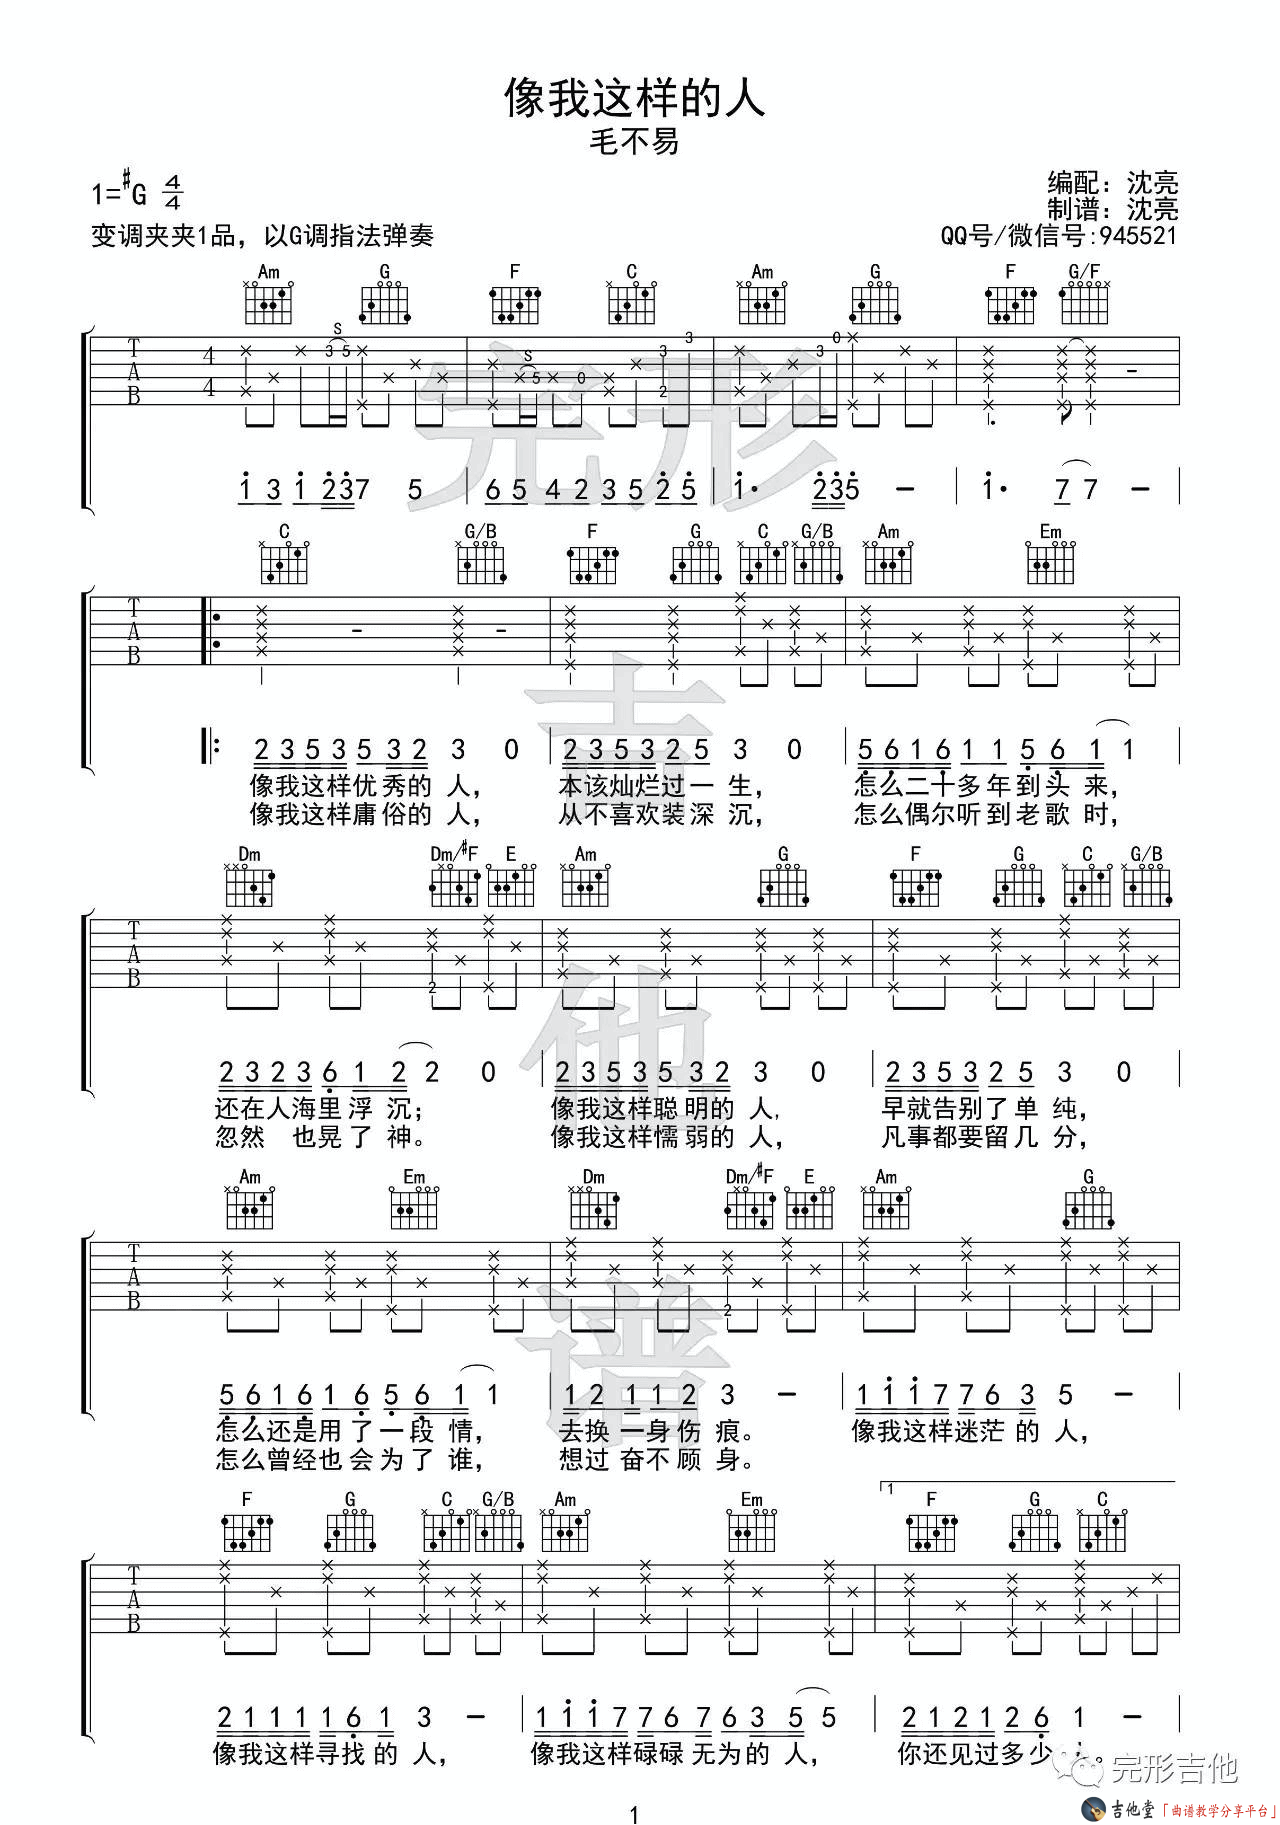 像我这样的人
毛不易
1=#G 4/4
编配：沈亮
制谱：沈亮
变调夹夹1品，以G调指法弹奏
QQ号/微信号:945521
Am G F C Am G F G/F
S S
T A B 4 4
3 5 5 0 3 2 3 3 0
1 3 1 2 3 7 5 6 5 4 2 3 5 2 5 1· 2 3 5 - 1· 7 7 -
C G/B F G C G/B Am Em
T A B
2 3 5 3 5 3 2 3 0 2 3 5 3 2 5 3 0 5 6 1 6 1 1 5 6 1 1
像我这样优秀的人， 本该灿烂过一生， 怎么二十多年到头来，
像我这样庸俗的人， 从不喜欢装深沉， 怎么偶尔听到老歌时，
Dm Dm/#F E Am G F G C G/B
T A B
2
2 3 2 3 6 1 2 2 0 2 3 5 3 5 3 2 3 0 2 3 5 3 2 5 3 0
还在人海里浮沉； 像我这样聪明的人， 早就告别了单纯，
忽然 也晃了神。 像我这样懦弱的人， 凡事都要留几分，
Am Em Dm Dm/#F E Am G
T A B
2
5 6 1 6 1 6 5 6 1 1 1 2 1 1 2 3 - 1 1 1 7 7 6 3 5 -
怎么还是用了一段情， 去换一身伤痕。 像我这样迷茫的人，
怎么曾经也会为了谁， 想过奋不顾身。
F G C G/B Am Em 1 F G C
T A B
2 1 1 1 1 6 1 3 - 1 1 1 7 7 6 7 6 3 5 5 2 1 2 1 2 6 1 -
像我这样寻找的人， 像我这样碌碌无为的人， 你还见过多少 。
完形吉他谱
完形吉他
1
吉他堂「曲谱教学分享平台」